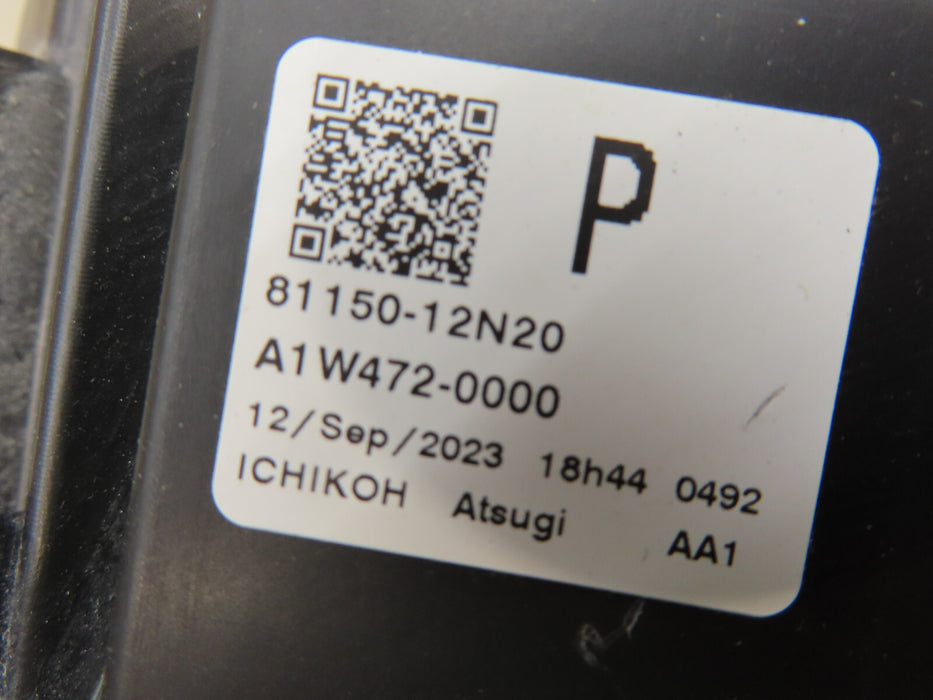 P
81150-12N20
A1W472-0000
12/Sep/2023 18h44 0492
ICHIKOH Atsugi AA1